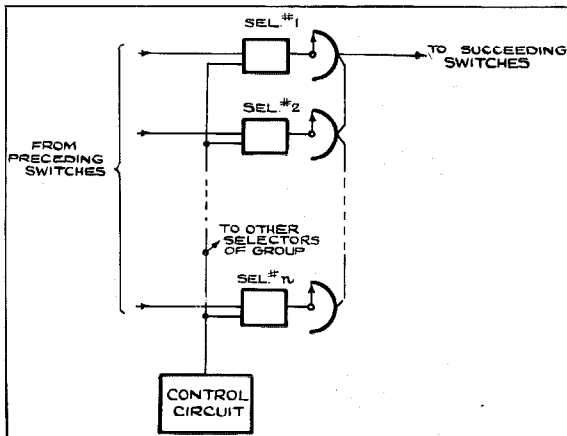 SEL.#1
TO SUCCEEDING
SWITCHES
SEL.#2
FROM
PRECEDING
SWITCHES
TO OTHER
SELECTORS
OF GROUP
SEL.#n
CONTROL
CIRCUIT